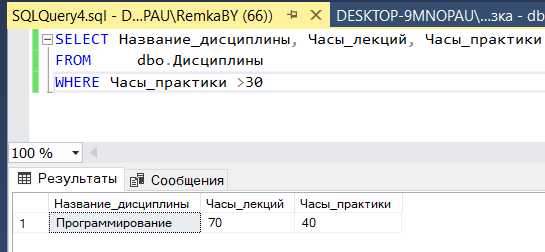 SQLQuery4.sql - D...PAU\RemkaBY (66))* DESKTOP-9MNOPAU\...зка - db
SELECT Название_дисциплины, Часы_лекций, Часы_практики
FROM dbo.Дисциплины
WHERE Часы_практики >30
100 %
Результаты Сообщения
Название_дисциплины Часы_лекций Часы_практики
1 Программирование 70 40